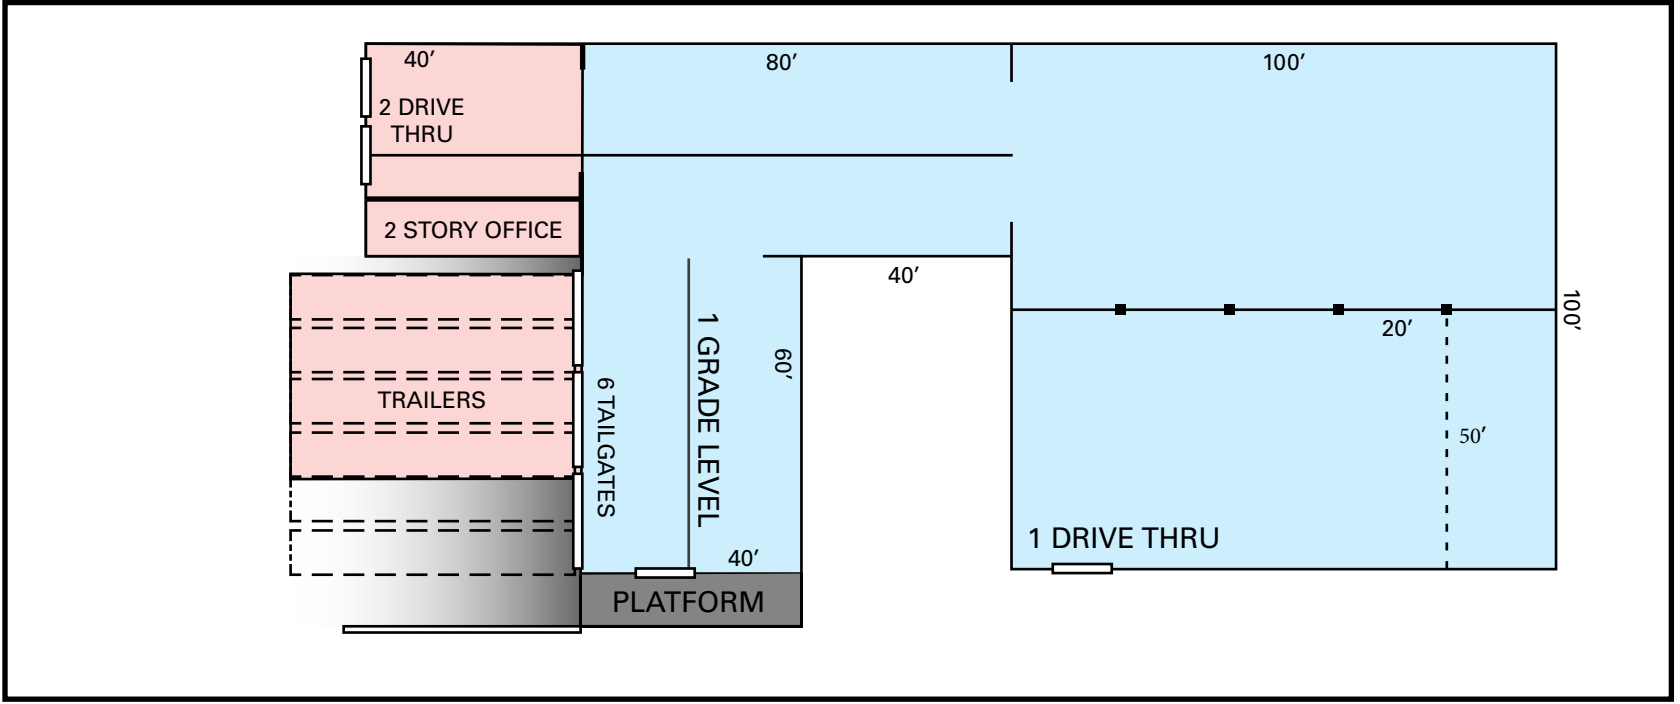 40′
80′
100′
2 DRIVE
THRU
2 STORY OFFICE
40′
100′
20′
1 GRADE LEVEL
60′
TRAILERS
6 TAILGATES
50′
1 DRIVE THRU
40′
PLATFORM